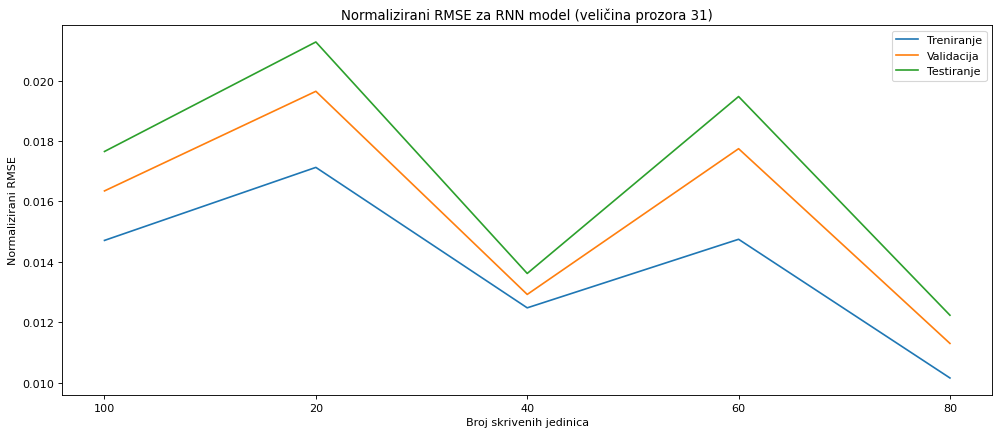 Normalizirani RMSE za RNN model (veličina prozora 31)
Treniranje
Validacija
Testiranje
Normalizirani RMSE
0.020
0.018
0.016
0.014
0.012
0.010
100 20 40 60 80
Broj skrivenih jedinica